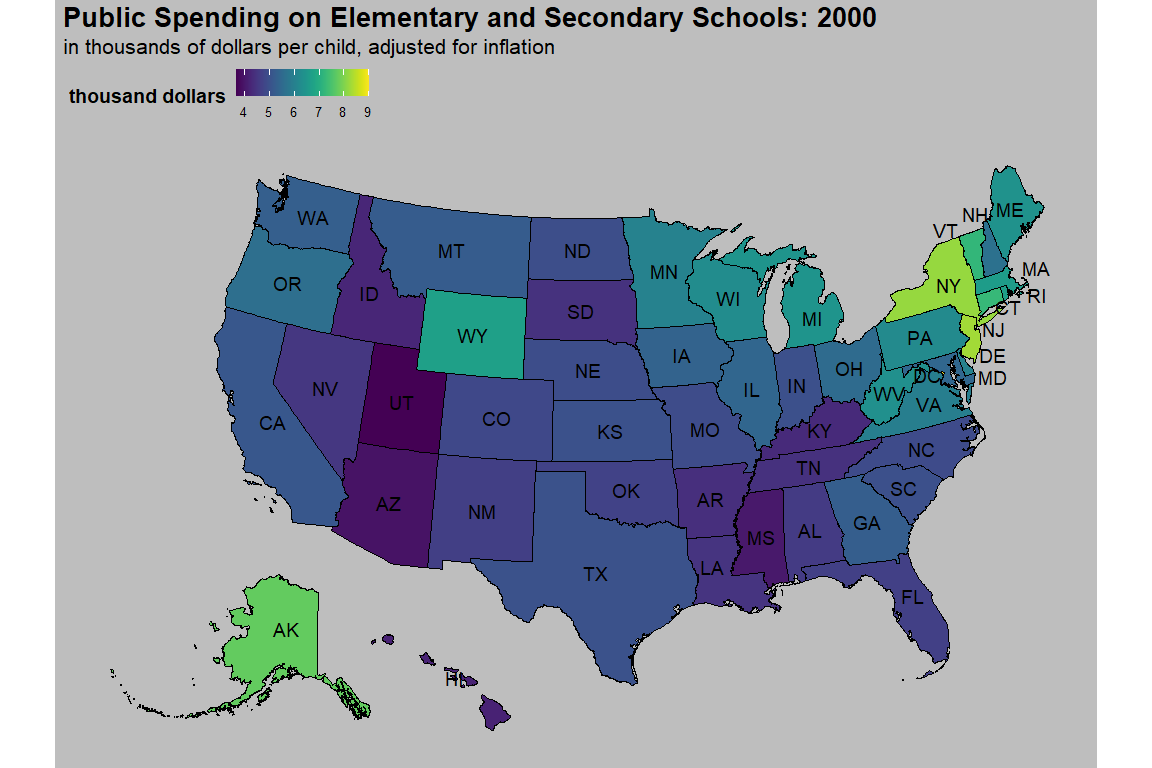 Public Spending on Elementary and Secondary Schools: 2000
in thousands of dollars per child, adjusted for inflation
thousand dollars
4 5 6 7 8 9
WA
MT
ND
MN
VT
NH
ME
OR
ID
SD
WI
MI
NY
MA
RI
CT
WY
NJ
PA
DE
MD
DC
NV
UT
CO
NE
IA
IL
IN
OH
WV
VA
CA
KS
MO
KY
NC
TN
SC
AZ
NM
OK
AR
MS
AL
GA
TX
LA
FL
AK
HI